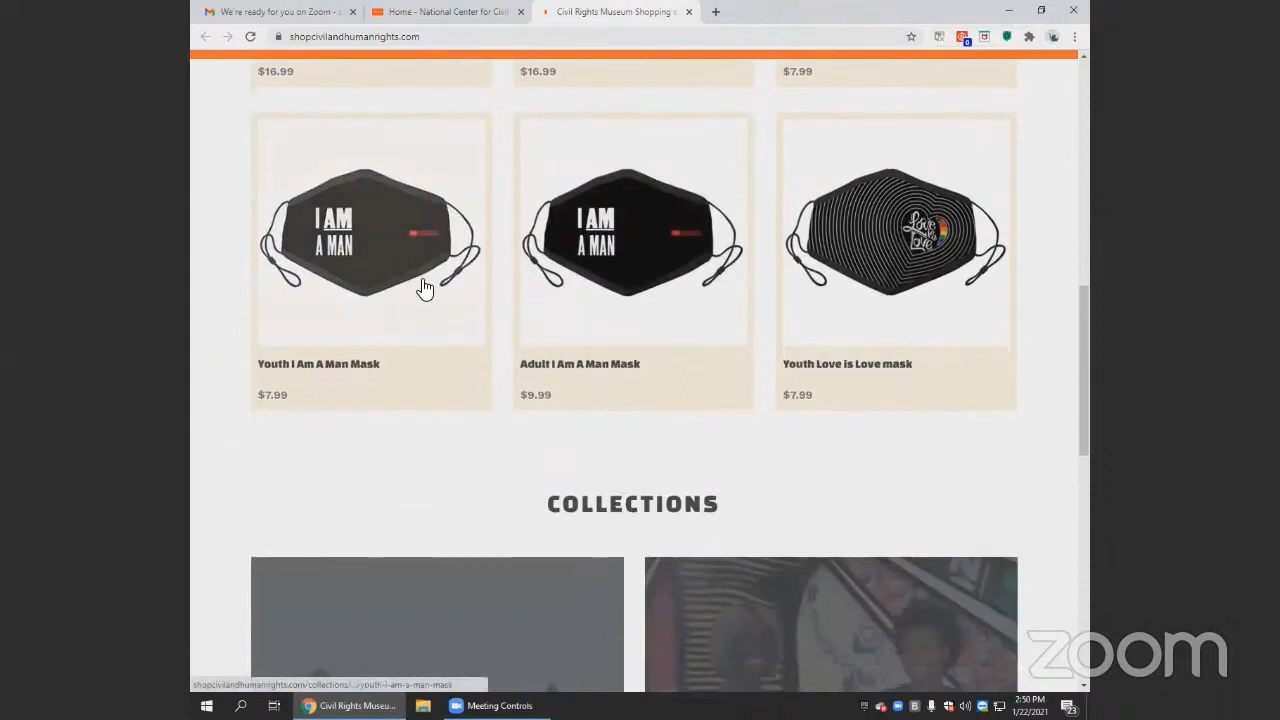 We're ready for you on Zoom - c
Home - National Center for Civil
Civil Rights Museum Shopping s
shopcivilandhumanrights.com
$16.99
$16.99
$7.99
I AM
A MAN
I AM
A MAN
Love
is
Love
Youth I Am A Man Mask
Adult I Am A Man Mask
Youth Love is Love mask
$7.99
$9.99
$7.99
COLLECTIONS
zoom
shopcivilandhumanrights.com/collections/.../youth-i-am-a-man-mask
Civil Rights Museu...
Meeting Controls
2:50 PM
1/22/2021
23